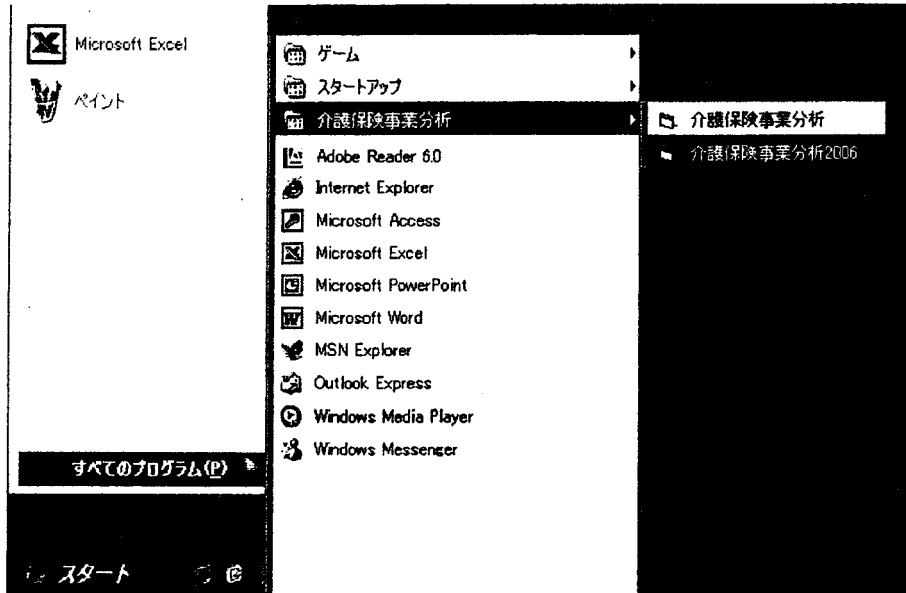 Microsoft Excel
ペイント
すべてのプログラム(P)
スタート
ゲーム
スタートアップ
介護保険事業分析
Adobe Reader 6.0
Internet Explorer
Microsoft Access
Microsoft Excel
Microsoft PowerPoint
Microsoft Word
MSN Explorer
Outlook Express
Windows Media Player
Windows Messenger
介護保険事業分析
介護保険事業分析2006